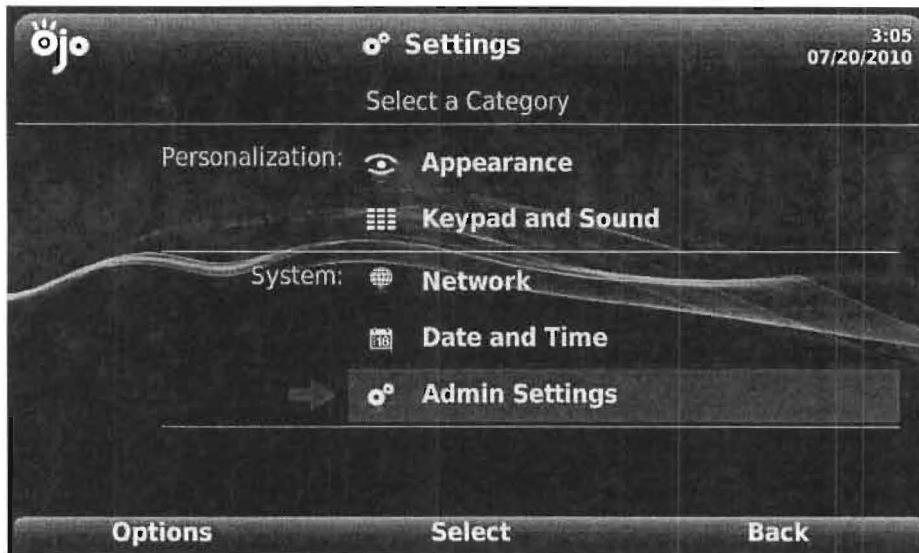 ojo
Settings
3:05
07/20/2010
Select a Category
Personalization:
Appearance
Keypad and Sound
System:
Network
18
Date and Time
Admin Settings
Options
Select
Back